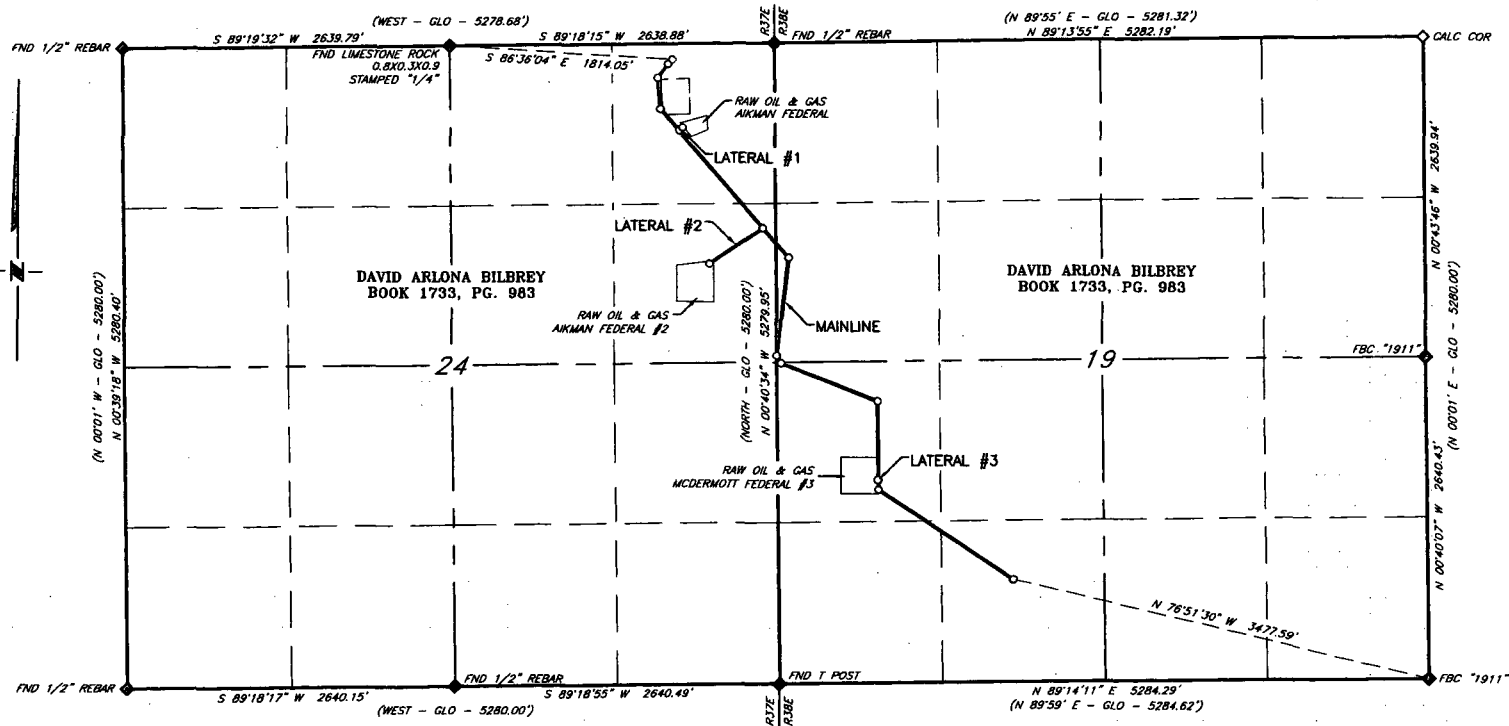 (WEST - GLO - 5278.68')
R37E
R38E
(N 89°55' E - GLO - 5281.32')
FND 1/2" REBAR
S 89°19'32" W 2639.79'
S 89°18'15" W 2638.88'
FND 1/2" REBAR
N 89°13'55" E 5282.19'
CALC COR
FND LIMESTONE ROCK
0.8X0.3X0.9
STAMPED "1/4"
S 86°36'04" E 1814.05'
RAW OIL & GAS
AIKMAN FEDERAL
LATERAL #1
N 00°43'46" W 2639.94'
LATERAL #2
Z
DAVID ARLONA BILBREY
BOOK 1733, PG. 983
DAVID ARLONA BILBREY
BOOK 1733, PG. 983
RAW OIL & GAS
AIKMAN FEDERAL #2
MAINLINE
(N 00°01' W - GLO - 5280.00')
N 00°39'18" W 5280.40'
(NORTH - GLO - 5280.00')
N 00°40'34" W 5279.95'
(N 00°01' E - GLO - 5280.00')
24
19
FBC "1911"
RAW OIL & GAS
MCDERMOTT FEDERAL #3
LATERAL #3
N 00°40'07" W 2640.43'
N 76°51'30" W 3477.59'
FND 1/2" REBAR
S 89°18'17" W 2640.15'
FND 1/2" REBAR
S 89°18'55" W 2640.49'
FND T POST
N 89°14'11" E 5284.29'
FBC "1911"
(WEST - GLO - 5280.00')
R37E
R38E
(N 89°59' E - GLO - 5284.62')